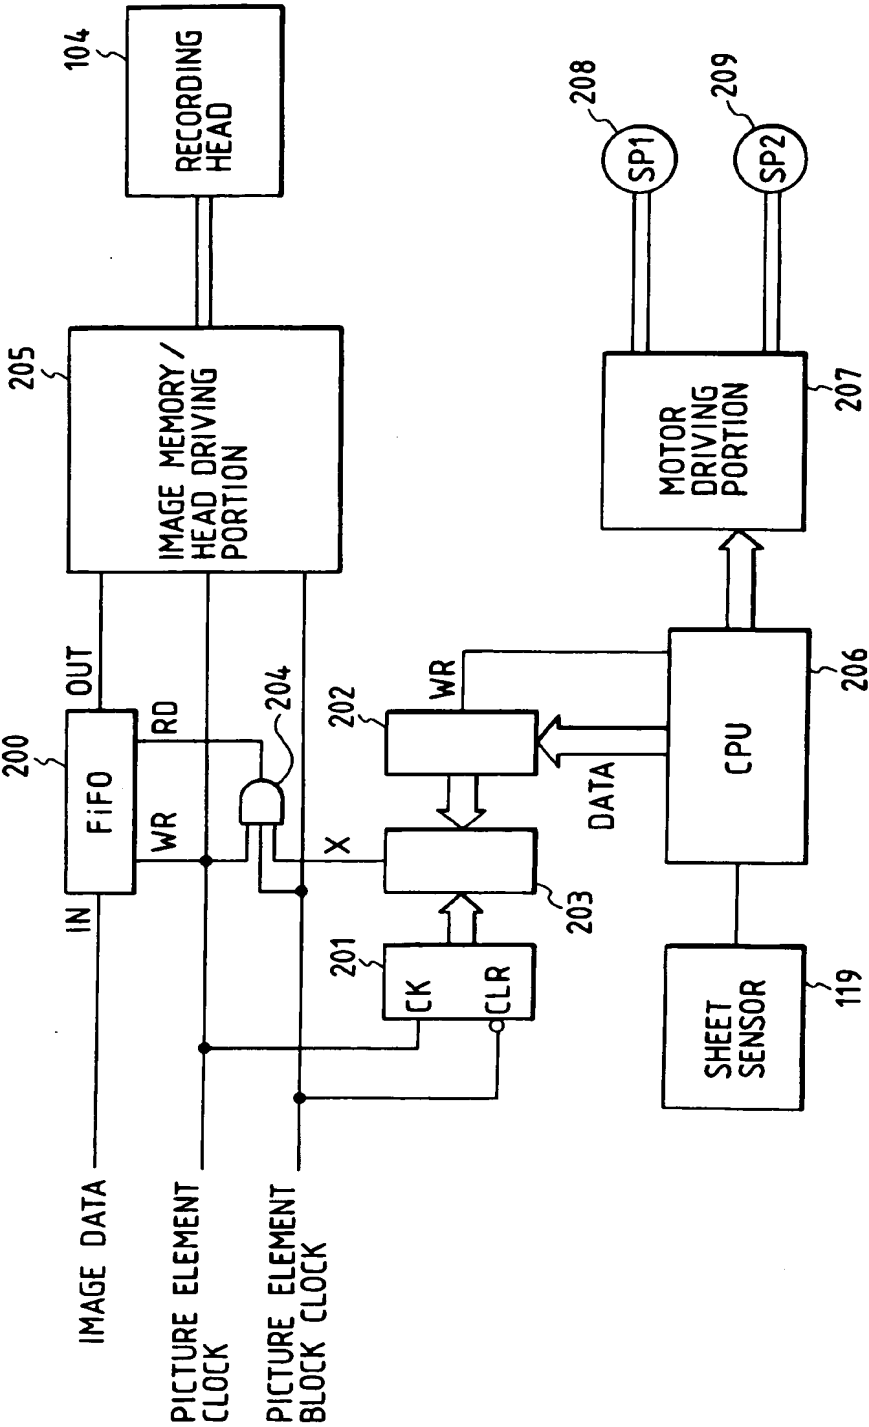 IMAGE DATA
IN
200
FiFO
OUT
WR
RD
PICTURE ELEMENT
CLOCK
PICTURE ELEMENT
BLOCK CLOCK
204
205
IMAGE MEMORY/
HEAD DRIVING
PORTION
104
RECORDING
HEAD
201
CK
CLR
X
203
202
WR
DATA
SHEET
SENSOR
119
CPU
206
MOTOR
DRIVING
PORTION
207
SP1
208
SP2
209